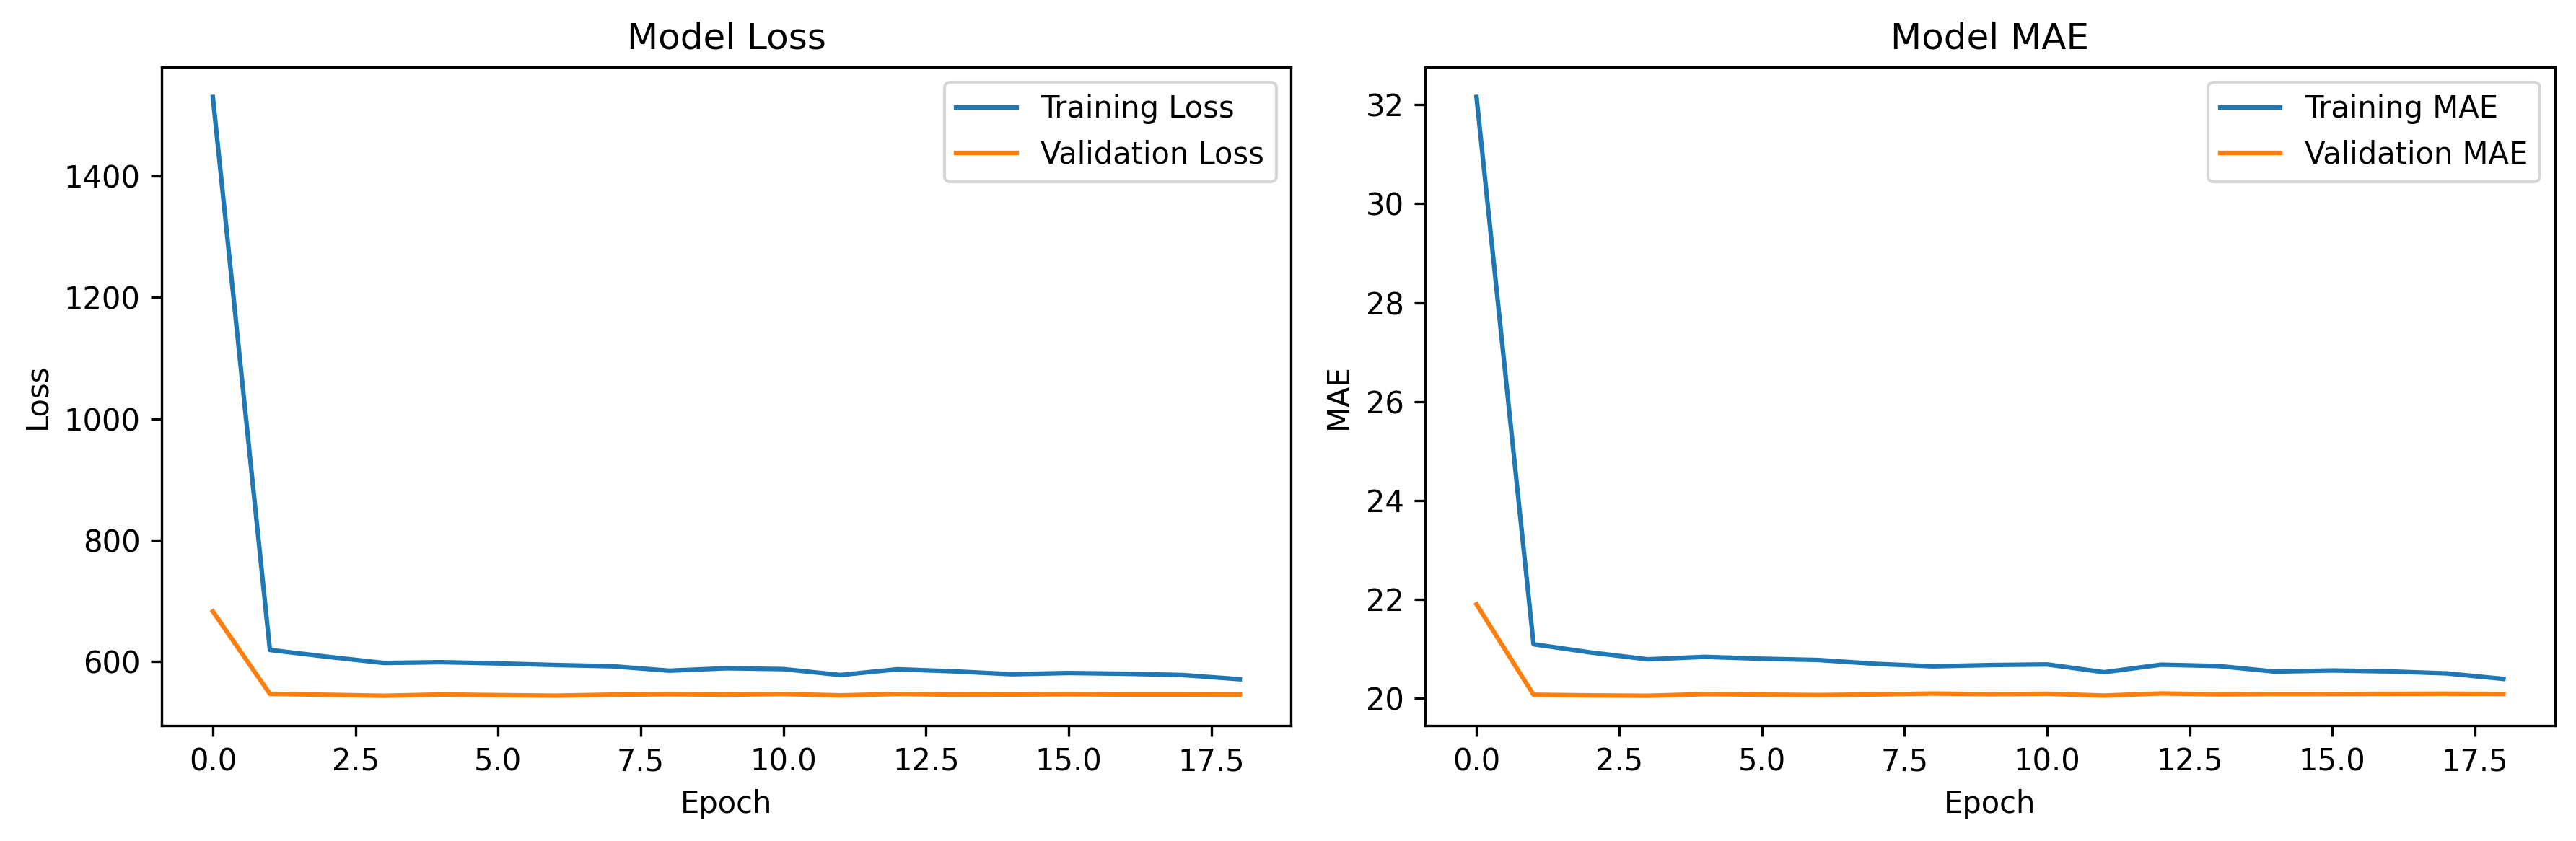 Model Loss
Training Loss
Validation Loss
1400
1200
1000
800
600
Loss
0.0 2.5 5.0 7.5 10.0 12.5 15.0 17.5
Epoch
Model MAE
Training MAE
Validation MAE
32
30
28
26
24
22
20
MAE
0.0 2.5 5.0 7.5 10.0 12.5 15.0 17.5
Epoch